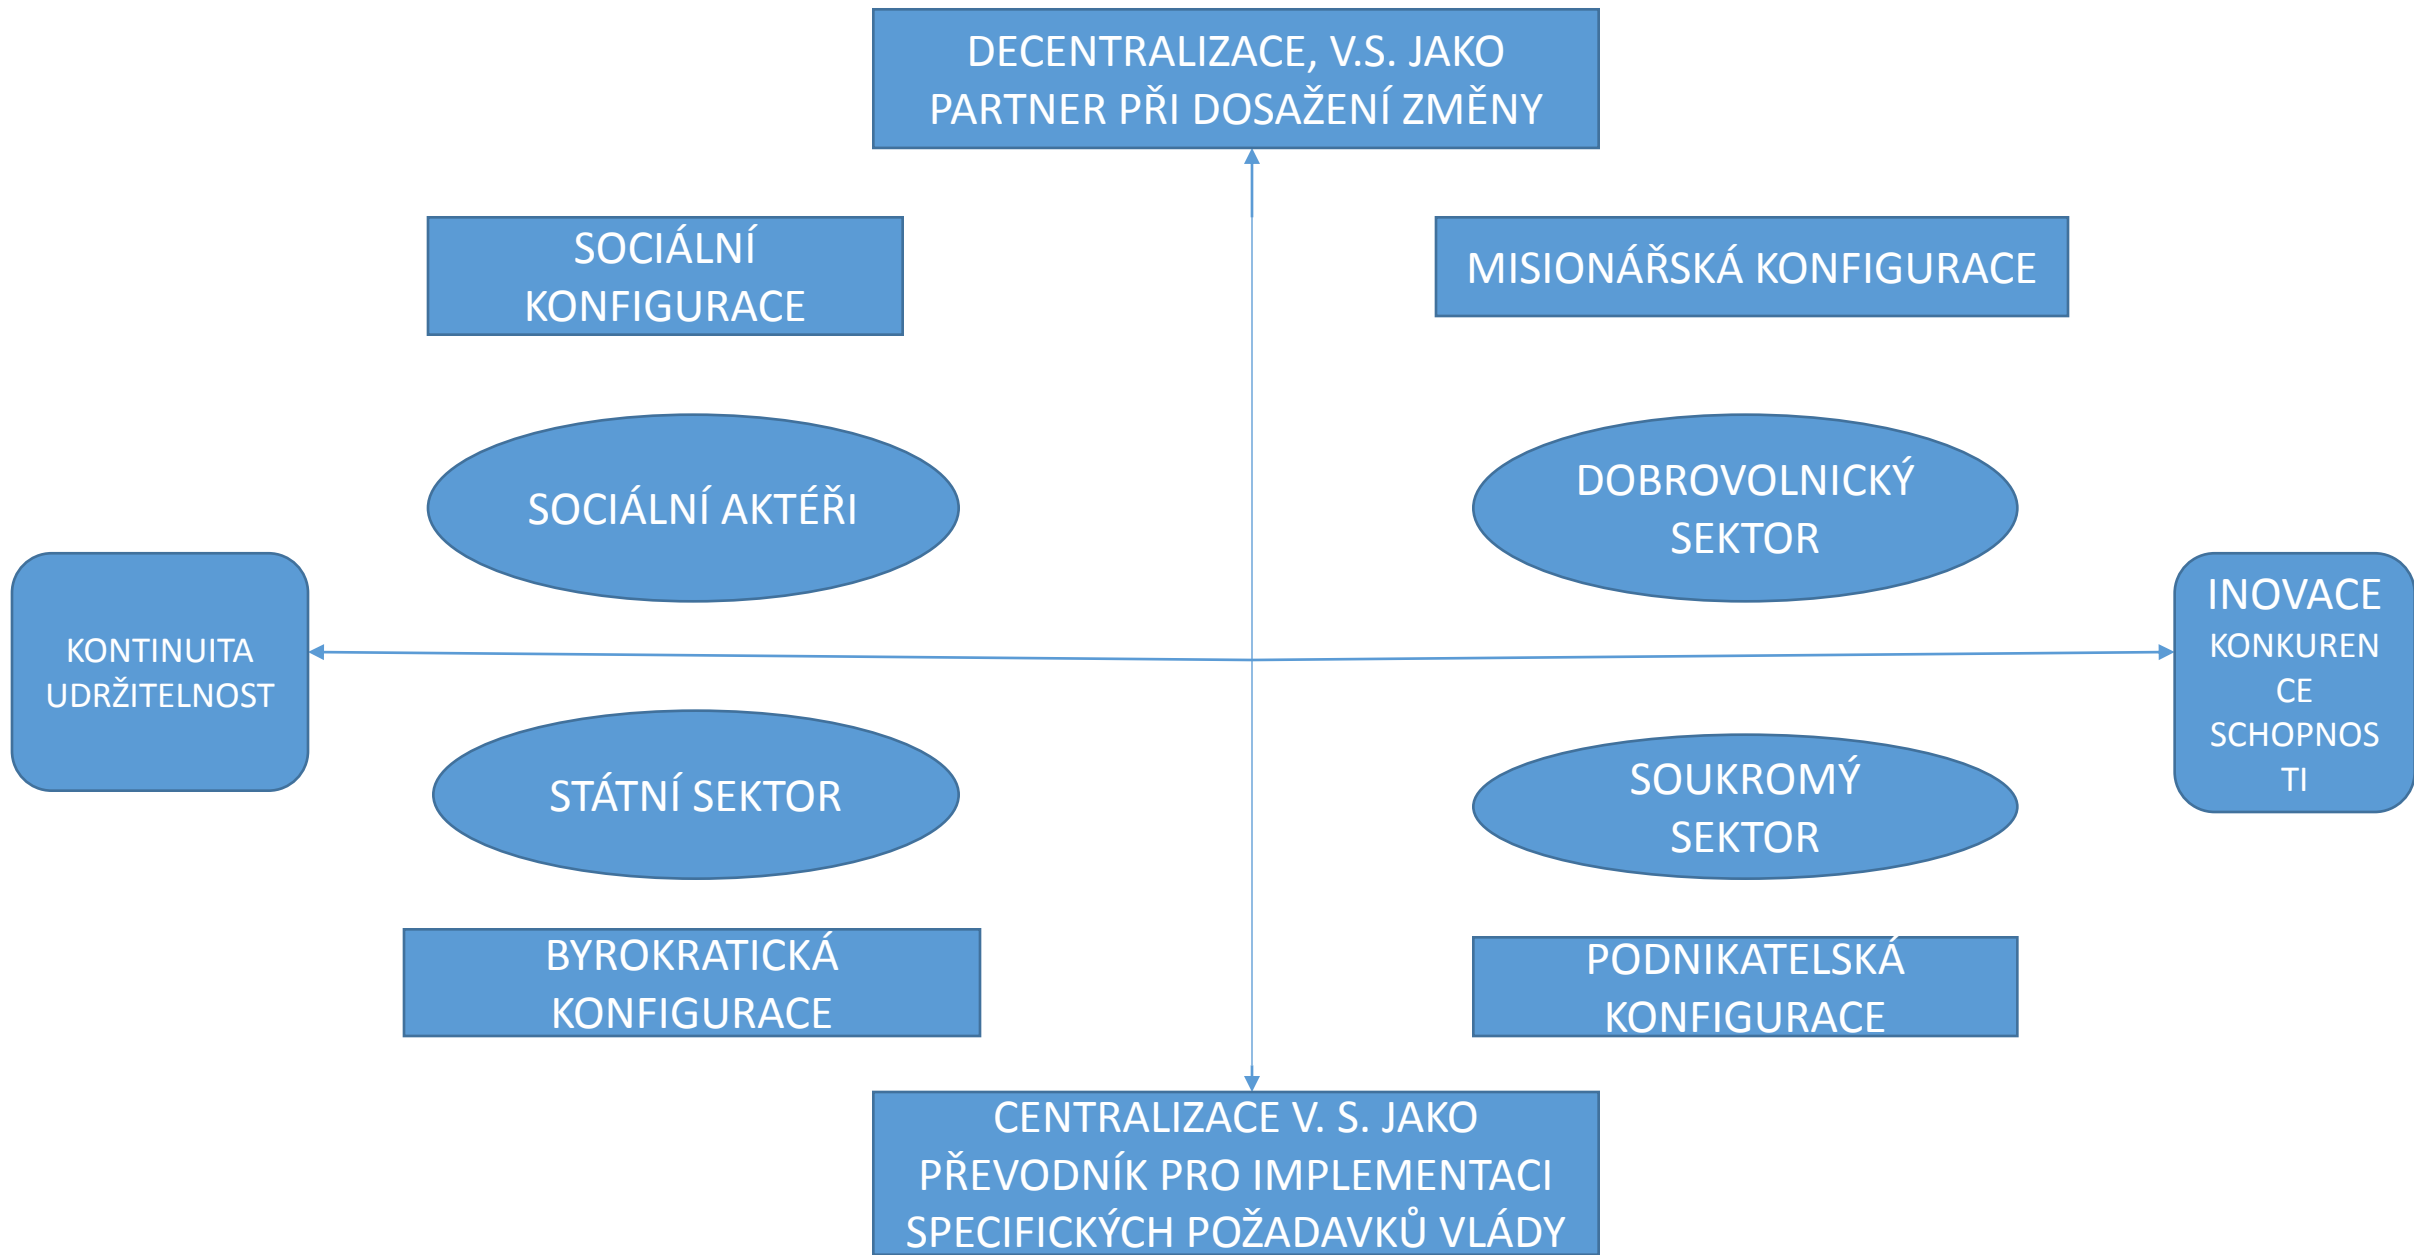 DECENTRALIZACE, V.S. JAKO
PARTNER PŘI DOSAŽENÍ ZMĚNY
SOCIÁLNÍ
KONFIGURACE
MISIONÁŘSKÁ KONFIGURACE
SOCIÁLNÍ AKTÉŘI
DOBROVOLNICKÝ
SEKTOR
KONTINUITA
UDRŽITELNOST
INOVACE
KONKUREN
CE
SCHOPNOS
TI
STÁTNÍ SEKTOR
SOUKROMÝ
SEKTOR
BYROKRATICKÁ
KONFIGURACE
PODNIKATELSKÁ
KONFIGURACE
CENTRALIZACE V. S. JAKO
PŘEVODNÍK PRO IMPLEMENTACI
SPECIFICKÝCH POŽADAVKŮ VLÁDY